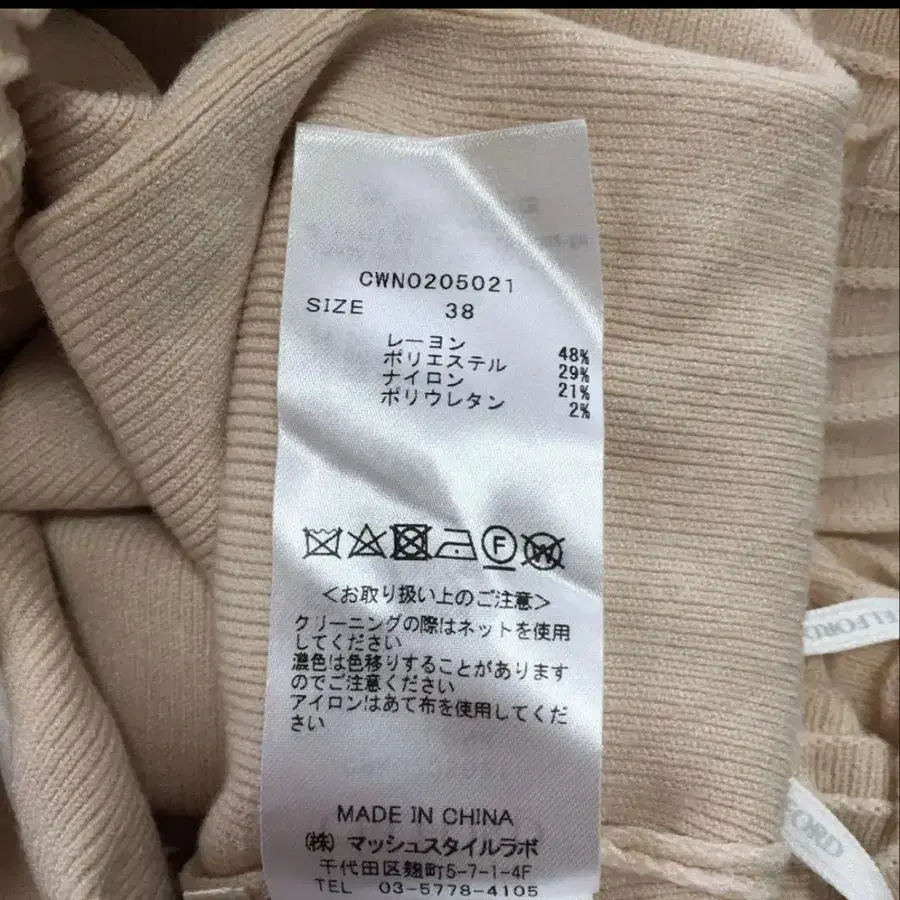 CWN0205021
SIZE 38
レーヨン 48%
ポリエステル 29%
ナイロン 21%
ポリウレタン 2%
F W
<お取り扱い上のご注意>
クリーニングの際はネットを使用
してください
濃色は色移りすることがあります
のでご注意ください
アイロンはあて布を使用してくだ
さい
MADE IN CHINA
(株) マッシュスタイルラボ
千代田区麹町5-7-1-4F
TEL 03-5778-4105
ELFORD
FORD